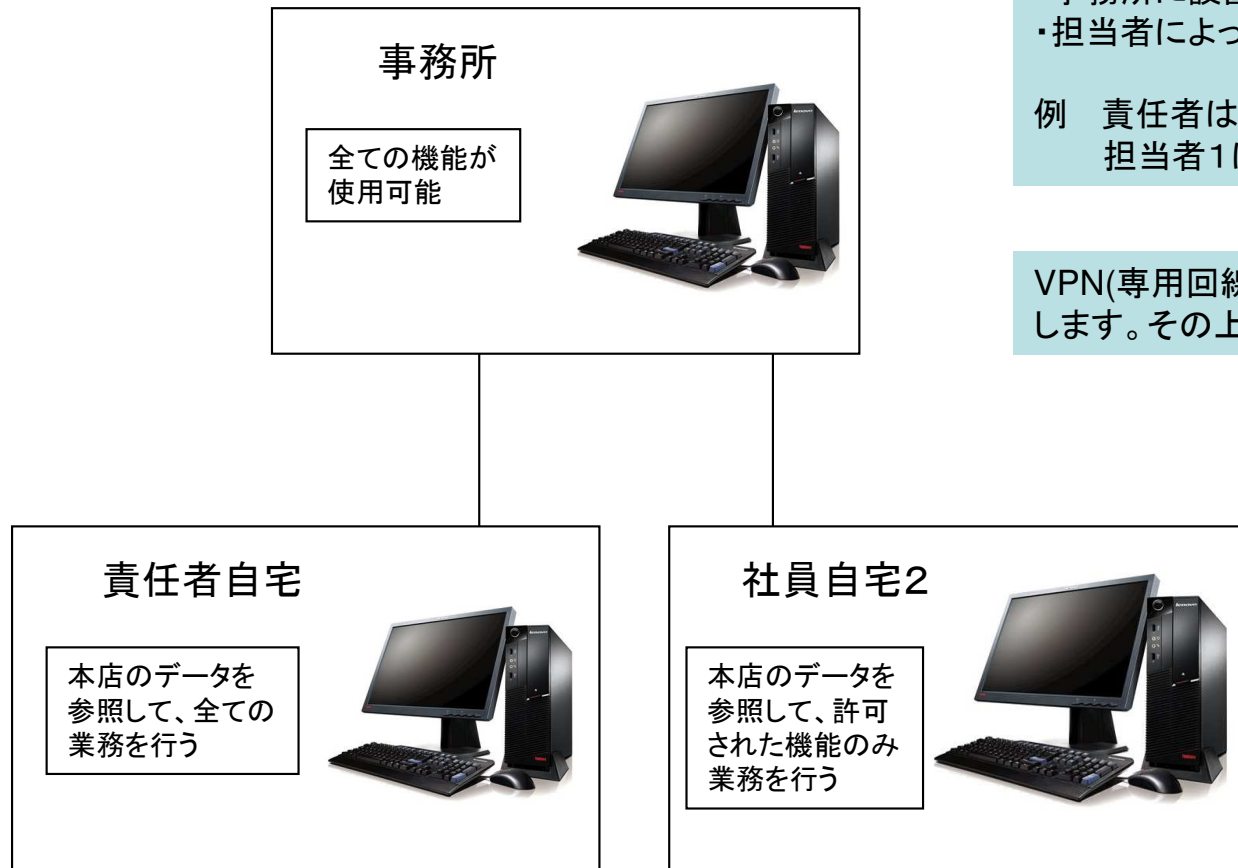 事務所
全ての機能が
使用可能
・担当者によっ
例　責任者は
担当者１
VPN(専用回線
します。その上
責任者自宅
本店のデータを
参照して、全ての
業務を行う
社員自宅２
本店のデータを
参照して、許可
された機能のみ
業務を行う